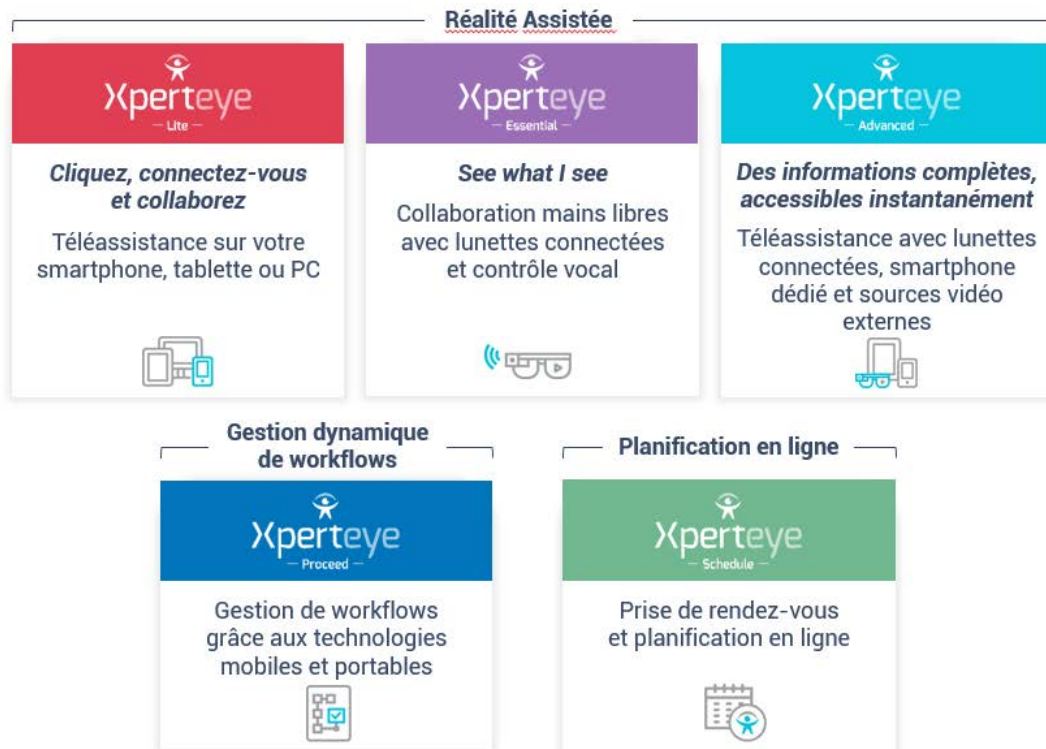 Réalité Assistée
Xperteye
Lite
Cliquez, connectez-vous
et collaborez
Téléassistance sur votre
smartphone, tablette ou PC
Xperteye
Essential
See what I see
Collaboration mains libres
avec lunettes connectées
et contrôle vocal
Xperteye
Advanced
Des informations complètes,
accessibles instantanément
Téléassistance avec lunettes
connectées, smartphone
dédié et sources vidéo
externes
Gestion dynamique
de workflows
Xperteye
Proceed
Gestion de workflows
grâce aux technologies
mobiles et portables
Planification en ligne
Xperteye
Schedule
Prise de rendez-vous
et planification en ligne